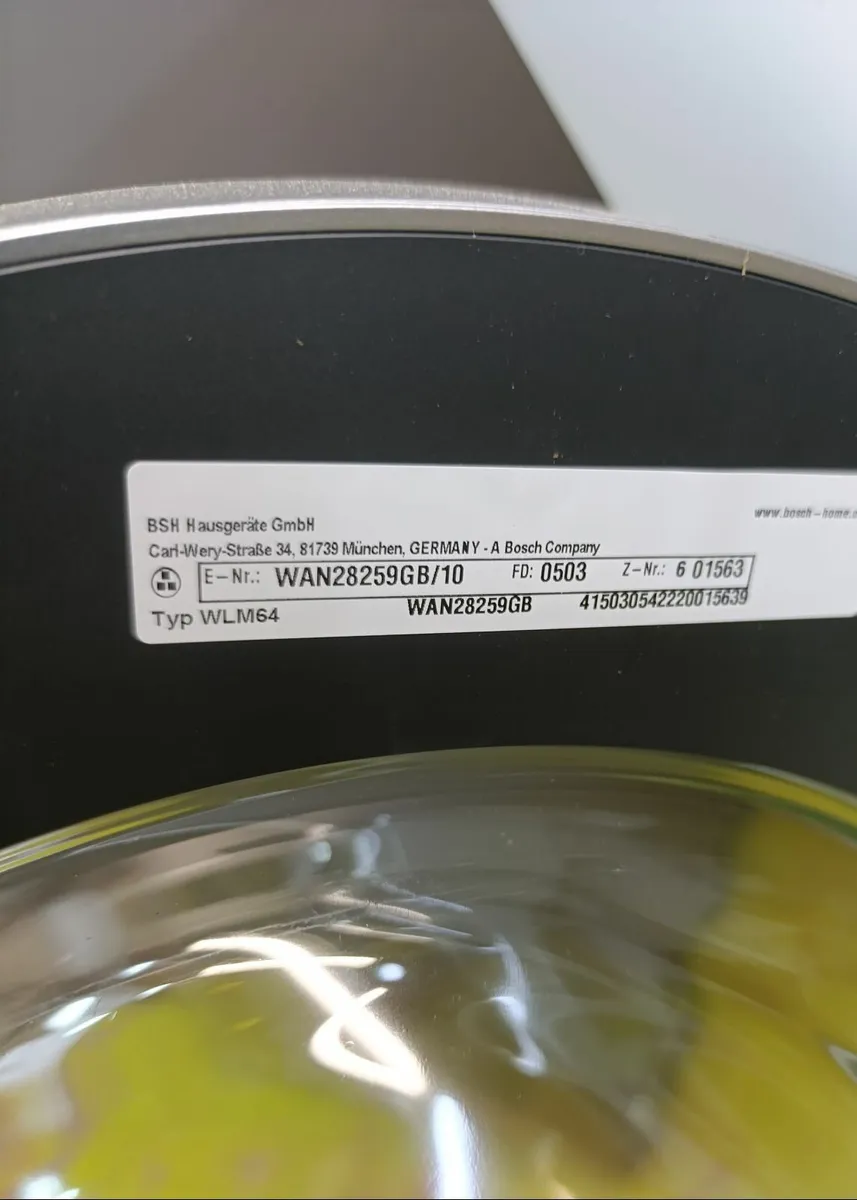 BSH Hausgeräte GmbH
www.bosch-home.
Carl-Wery-Straße 34, 81739 München, GERMANY - A Bosch Company
E-Nr.: WAN28259GB/10 FD: 0503 Z-Nr.: 6 01563
Typ WLM64 WAN28259GB 415030542220015639